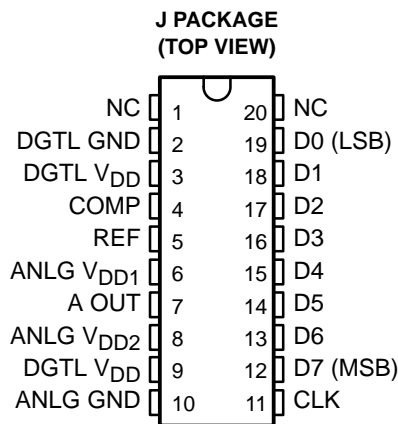 J PACKAGE
(TOP VIEW)
NC 1 20 NC
DGTL GND 2 19 D0 (LSB)
DGTL VDD 3 18 D1
COMP 4 17 D2
REF 5 16 D3
ANLG VDD1 6 15 D4
A OUT 7 14 D5
ANLG VDD2 8 13 D6
DGTL VDD 9 12 D7 (MSB)
ANLG GND 10 11 CLK